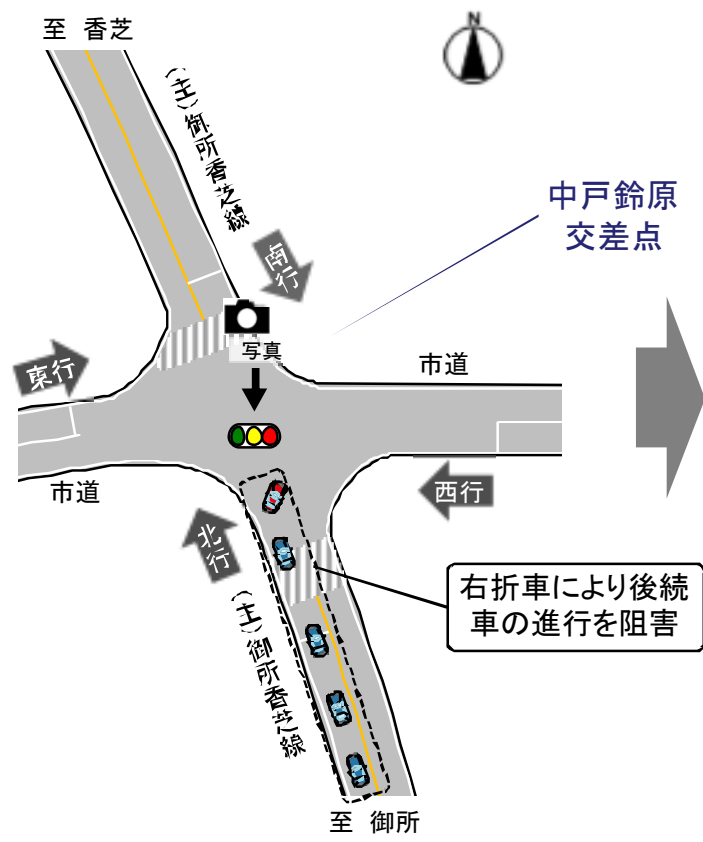 至 香芝
N
(主)御所香芝線
中戸鈴原
交差点
南行
写真
東行
市道
市道
西行
北行
右折車により後続
車の進行を阻害
(主)御所香芝線
至 御所